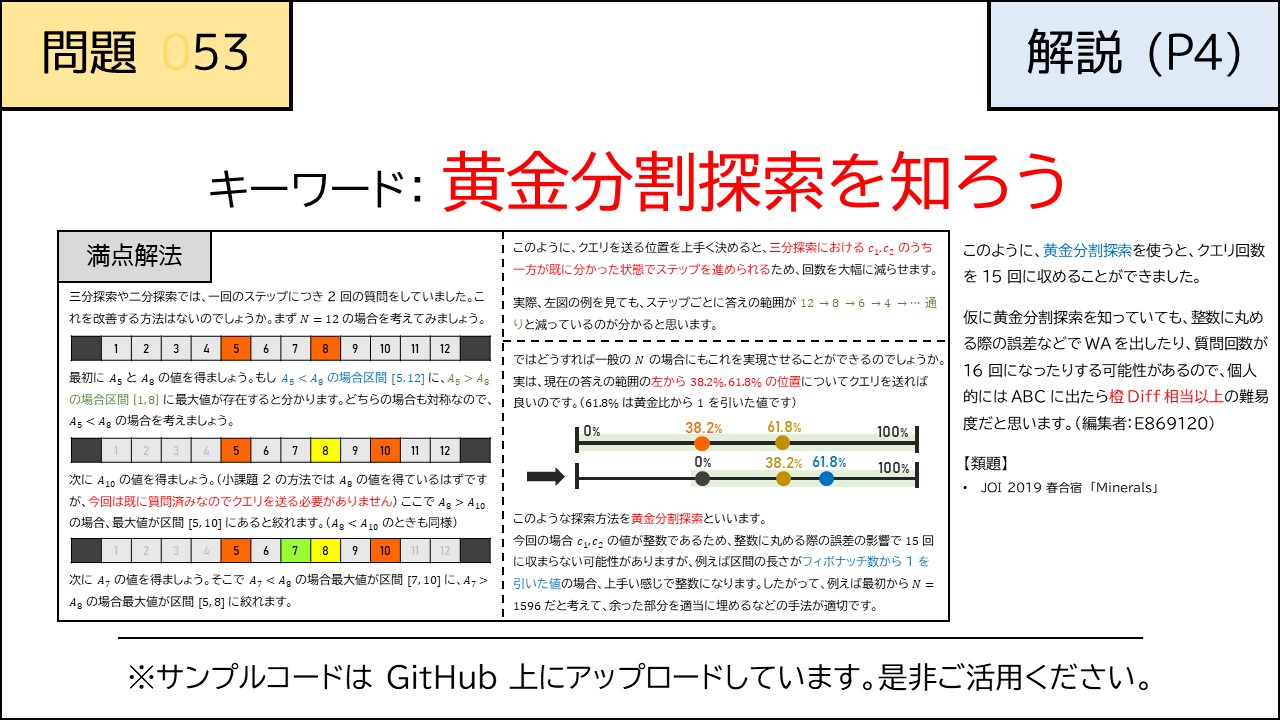 問題 053
解説 (P4)
キーワード: 黄金分割探索を知ろう
満点解法
三分探索や二分探索では、一回のステップにつき 2 回の質問をしていました。こ
れを改善する方法はないのでしょうか。まず N = 12 の場合を考えてみましょう。
1 2 3 4 5 6 7 8 9 10 11 12
最初に A₅ と A₈ の値を得ましょう。もし A₅ < A₈ の場合区間 [5,12] に、A₅ > A₈
の場合区間 [1,8] に最大値が存在すると分かります。どちらの場合も対称なので、
A₅ < A₈ の場合を考えましょう。
1 2 3 4 5 6 7 8 9 10 11 12
次に A₁₀ の値を得ましょう。(小課題 2 の方法では A₈ の値を得ているはずです
が、今回は既に質問済みなのでクエリを送る必要がありません) ここで A₈ > A₁₀
の場合、最大値が区間 [5,10] にあると絞れます。(A₈ < A₁₀ のときも同様)
1 2 3 4 5 6 7 8 9 10 11 12
次に A₇ の値を得ましょう。そこで A₇ < A₈ の場合最大値が区間 [7,10] に、A₇ >
A₈ の場合最大値が区間 [5,8] に絞れます。
このように、クエリを送る位置を上手く決めると、三分探索における c₁, c₂ のうち
一方が既に分かった状態でステップを進められるため、回数を大幅に減らせます。
実際、左図の例を見ても、ステップごとに答えの範囲が 12 → 8 → 6 → 4 → ⋯ 通
りと減っているのが分かると思います。
ではどうすれば一般の N の場合にもこれを実現させることができるのでしょうか。
実は、現在の答えの範囲の左から 38.2%, 61.8% の位置についてクエリを送れば
良いのです。(61.8% は黄金比から 1 を引いた値です)
0% 38.2% 61.8% 100%
0% 38.2% 61.8% 100%
このような探索方法を黄金分割探索といいます。
今回の場合 c₁, c₂ の値が整数であるため、整数に丸める際の誤差の影響で 15 回
に収まらない可能性がありますが、例えば区間の長さがフィボナッチ数から 1 を
引いた値の場合、上手い感じで整数になります。したがって、例えば最初から N =
1596 だと考えて、余った部分を適当に埋めるなどの手法が適切です。
このように、黄金分割探索を使うと、クエリ回数
を 15 回に収めることができました。
仮に黄金分割探索を知っていても、整数に丸め
る際の誤差などで WA を出したり、質問回数が
16 回になったりする可能性があるので、個人
的には ABC に出たら橙 Diff 相当以上の難易
度だと思います。(編集者:E869120)
【類題】
• JOI 2019 春合宿 「Minerals」
※サンプルコードは GitHub 上にアップロードしています。是非ご活用ください。